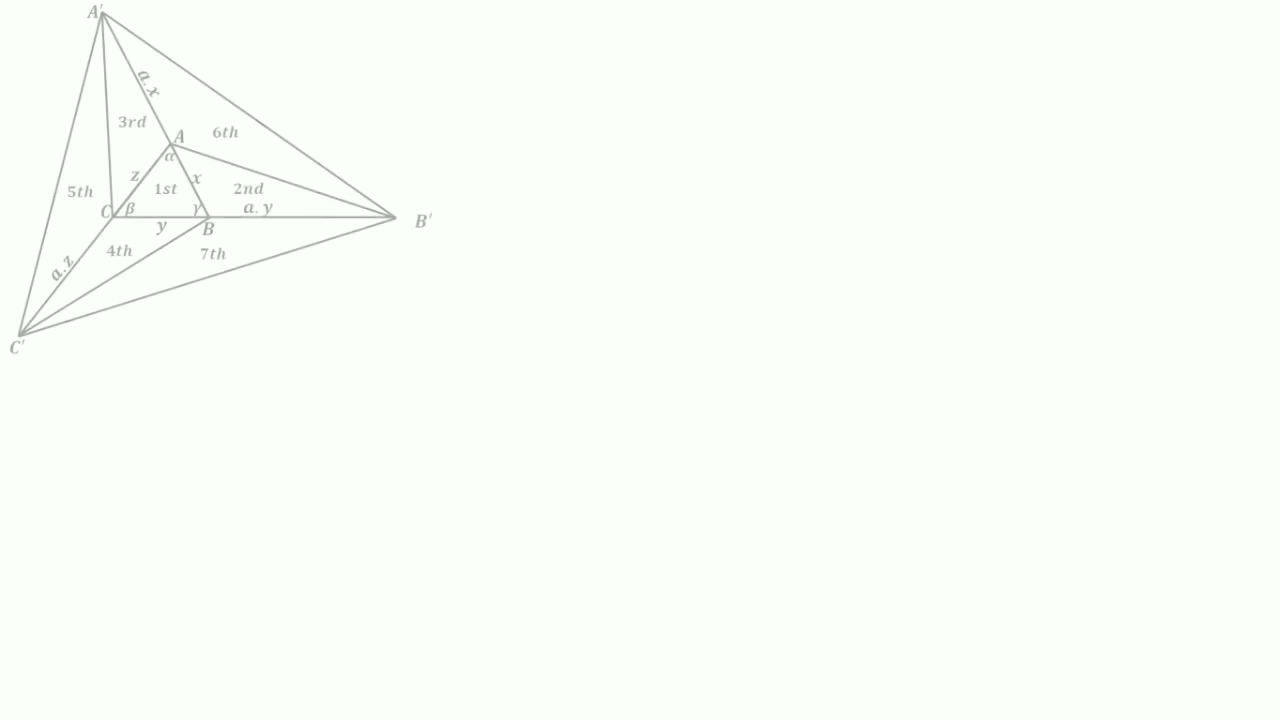 A′
a.x
3rd
A
6th
α
z
x
5th
1st
2nd
C
β
γ
a.y
y
B
B′
4th
7th
a.z
C′